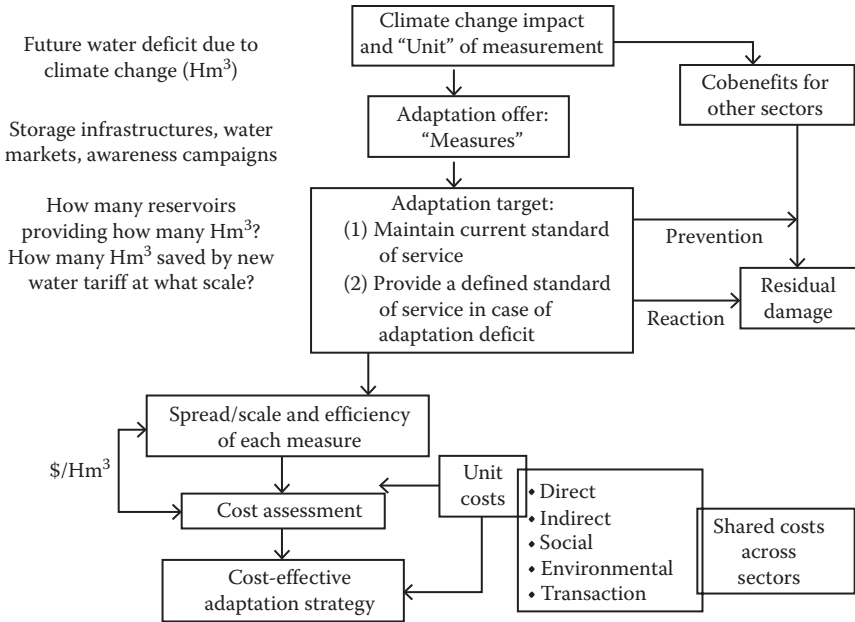 Climate change impact
and “Unit” of measurement
Future water deficit due to
climate change (Hm³)
Cobenefits for
other sectors
Adaptation offer:
“Measures”
Storage infrastructures, water
markets, awareness campaigns
How many reservoirs
providing how many Hm³?
How many Hm³ saved by new
water tariff at what scale?
Adaptation target:
(1) Maintain current standard
of service
(2) Provide a defined standard
of service in case of
adaptation deficit
Prevention
Reaction
Residual
damage
Spread/scale and efficiency
of each measure
$/Hm³
Cost assessment
Unit
costs
• Direct
• Indirect
• Social
• Environmental
• Transaction
Shared costs
across
sectors
Cost-effective
adaptation strategy